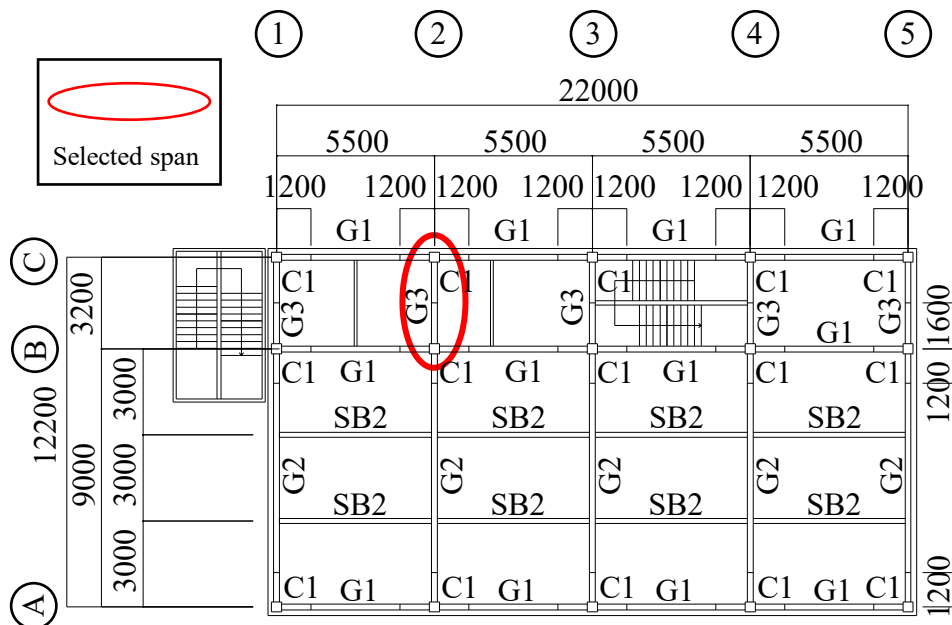 1 2 3 4 5
Selected span
22000
5500 5500 5500 5500
1200 1200 1200 1200 1200 1200 1200 1200
G1 G1 G1 G1
C
C1 C1 C1 C1 C1
3200
G3 G3 G3 G3 G3
1600
G1
B
C1 G1 C1 G1 C1 G1 C1 C1
1200
3000
SB2 SB2 SB2 SB2
12200
9000
3000
G2 G2 G2 G2 G2
SB2 SB2 SB2 SB2
3000
C1 G1 C1 G1 C1 G1 C1 G1 C1
1200
A